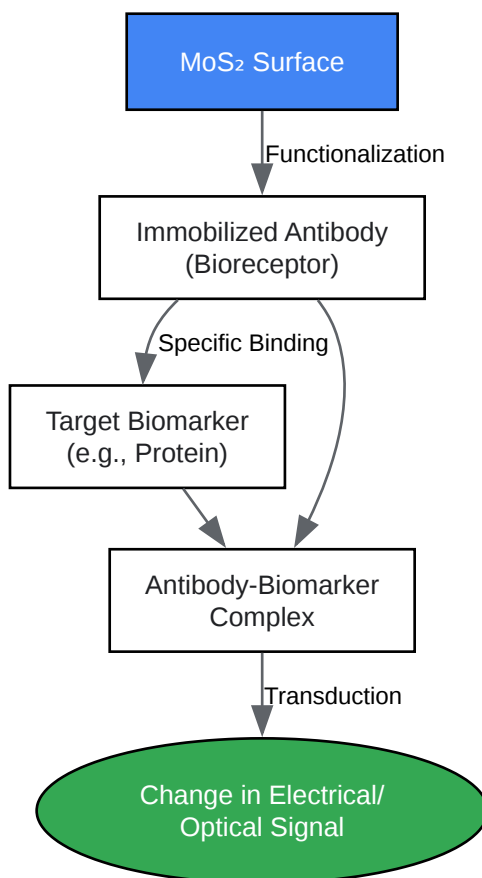 MoS₂ Surface
Functionalization
Immobilized Antibody
(Bioreceptor)
Specific Binding
Target Biomarker
(e.g., Protein)
Antibody-Biomarker
Complex
Transduction
Change in Electrical/
Optical Signal